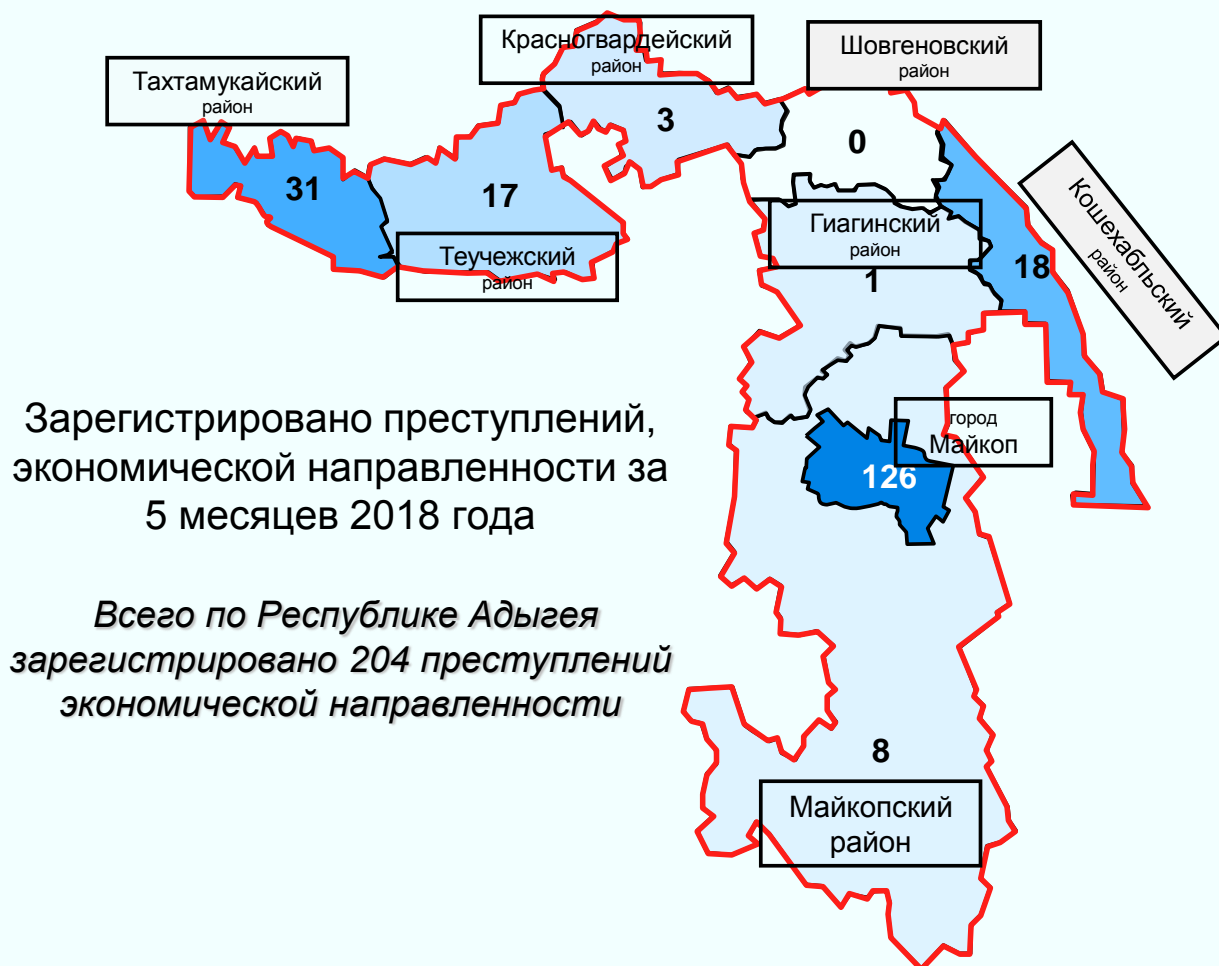 Красногвардейский
район
Шовгеновский
район
Тахтамукайский
район
3
0
31
17
Кошехабльский
район
Гиагинский
район
Теучежский
район
18
1
Зарегистрировано преступлений,
экономической направленности за
5 месяцев 2018 года
город
Майкоп
126
Всего по Республике Адыгея
зарегистрировано 204 преступлений
экономической направленности
8
Майкопский
район